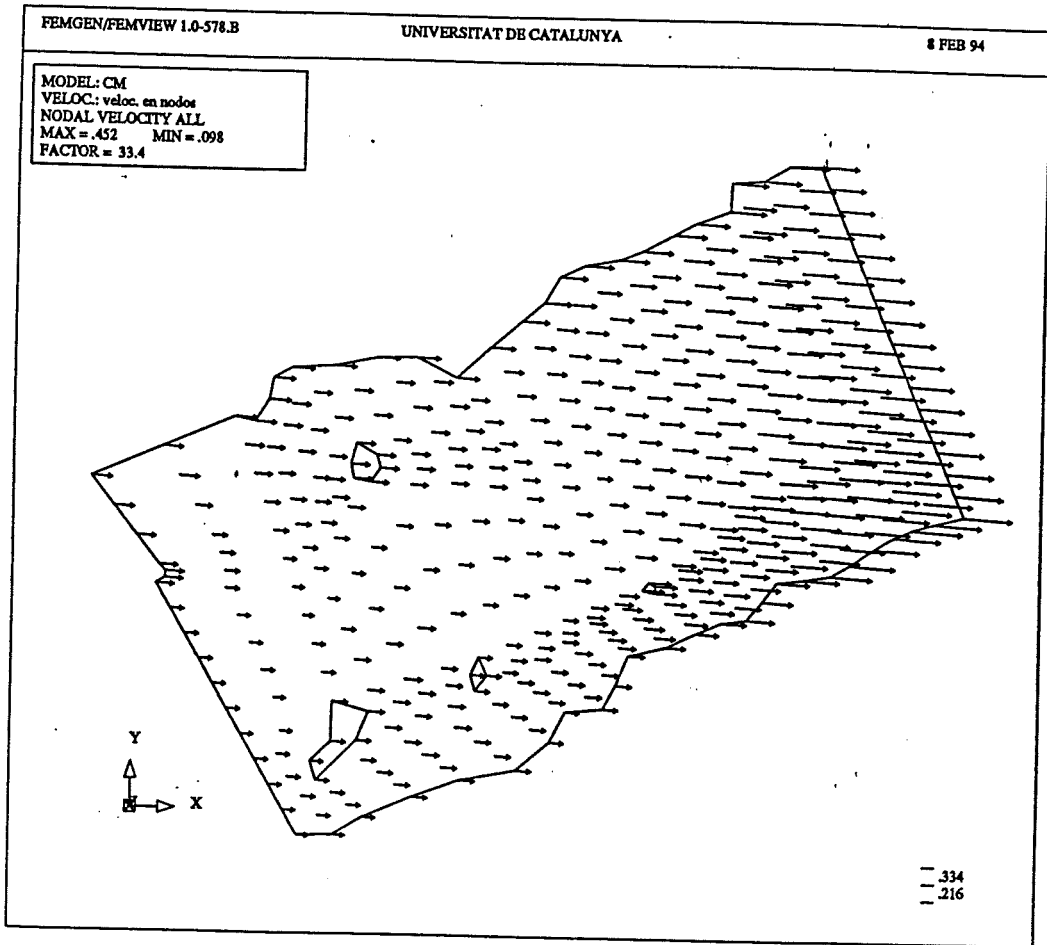 FEMGEN/FEMVIEW 1.0-578.B
UNIVERSITAT DE CATALUNYA
8 FEB 94
MODEL: CM
VELOC.: veloc. en nodos
NODAL VELOCITY ALL
MAX = .452 MIN = .098
FACTOR = 33.4
Y
X
.334
.216